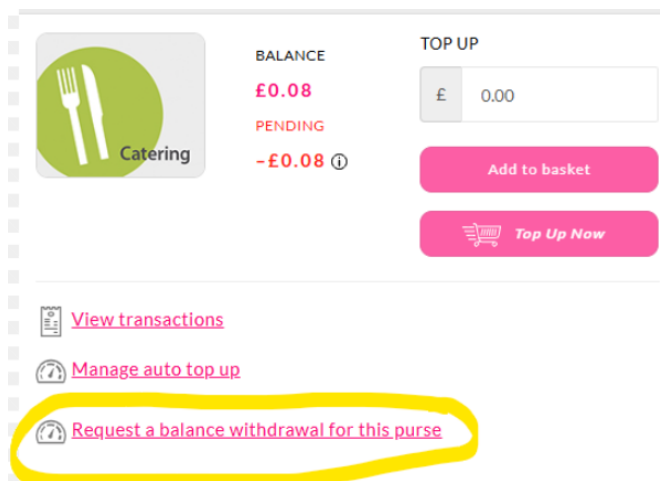 BALANCE
£0.08
PENDING
-£0.08
Catering
TOP UP
£ 0.00
Add to basket
Top Up Now
View transactions
Manage auto top up
Request a balance withdrawal for this purse